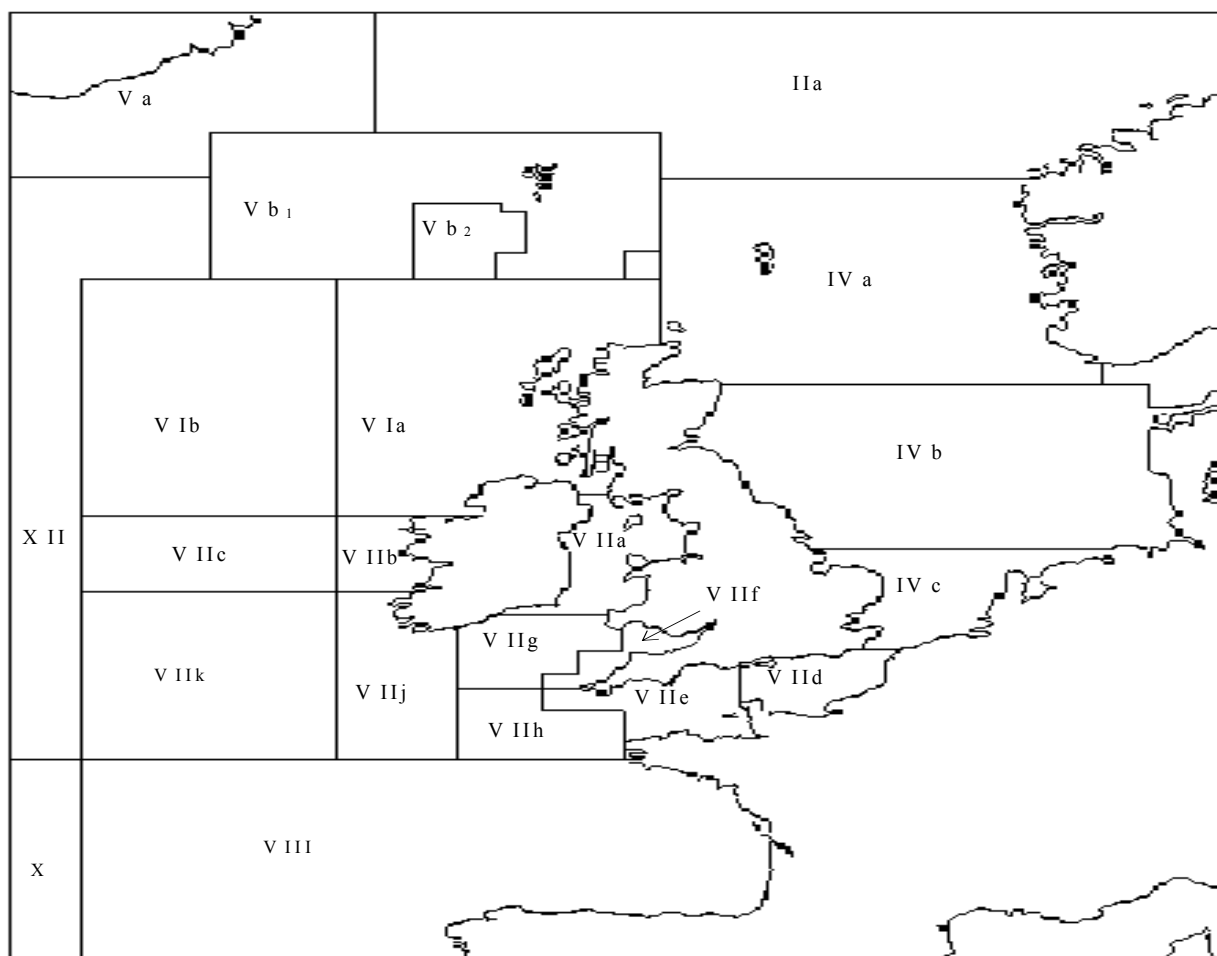 II a
V a
V b 1
V b 2
IV a
V Ib
V Ia
IV b
X II
V IIc
V IIb
V IIa
IV c
V IIf
V IIg
V IIk
V IIj
V IIe
V IId
V IIh
V III
X